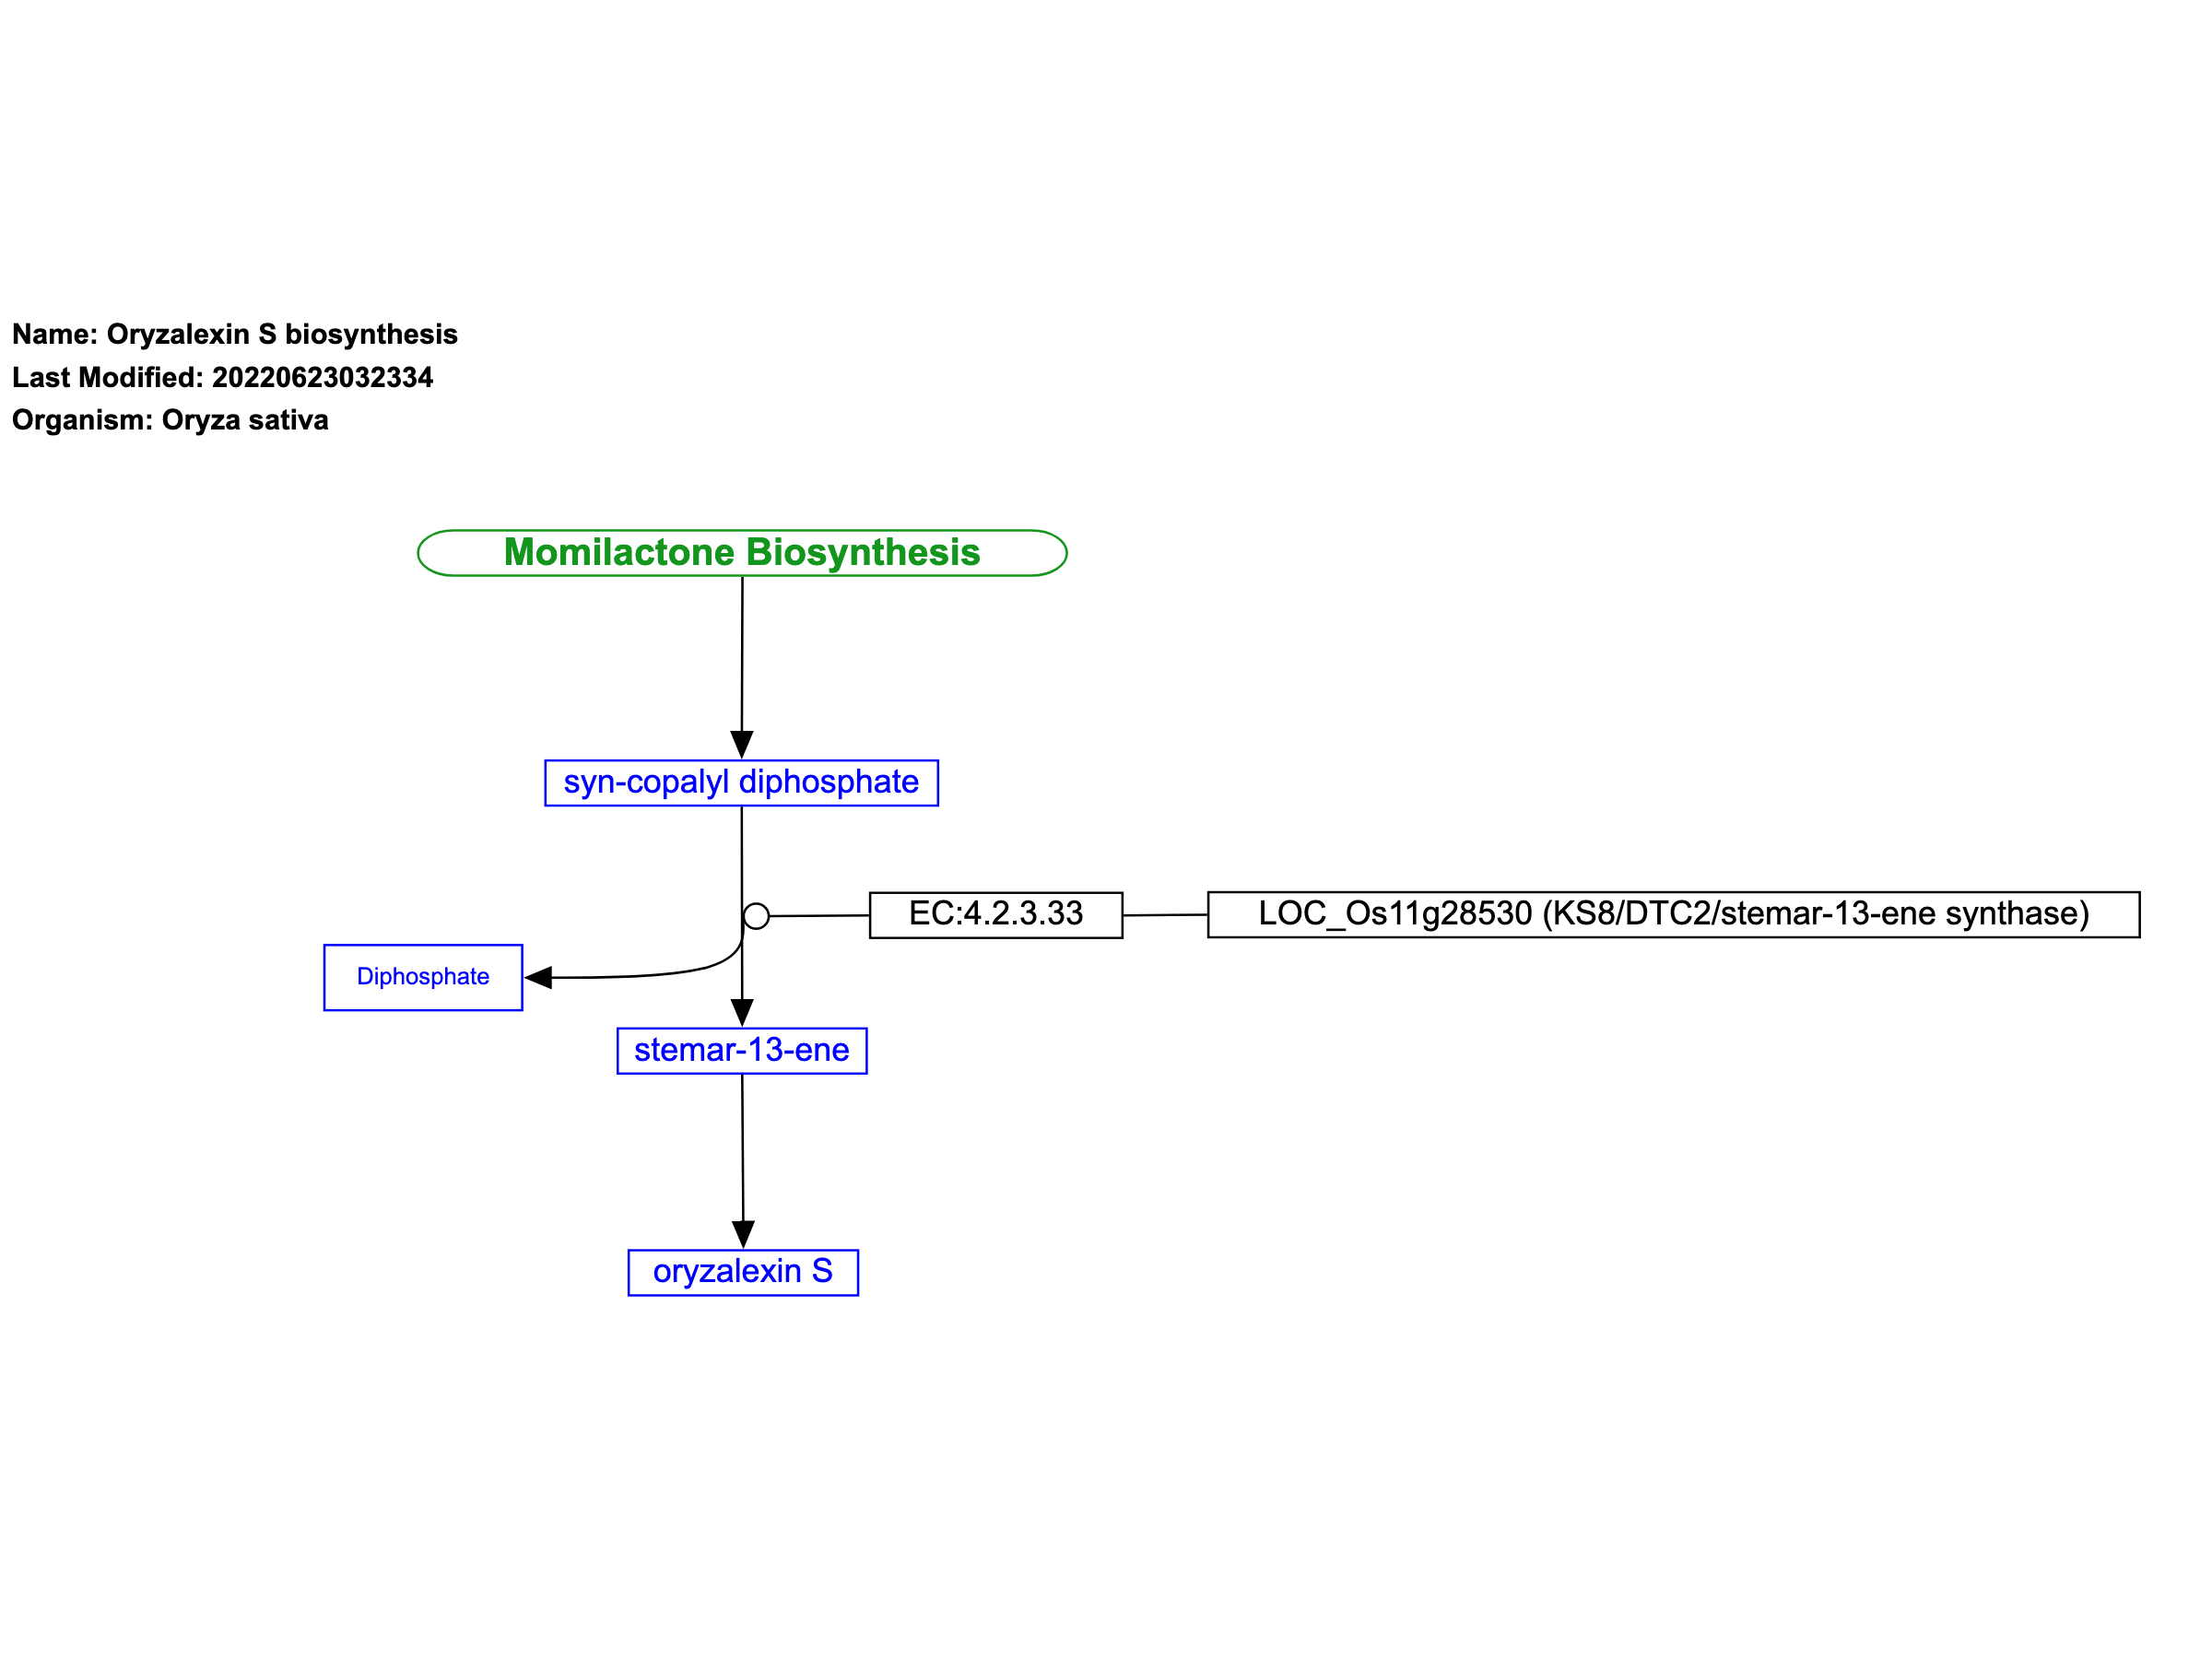 Name: Oryzalexin S biosynthesis
Last Modified: 20220623032334
Organism: Oryza sativa
Momilactone Biosynthesis
syn-copalyl diphosphate
EC:4.2.3.33
LOC_Os11g28530 (KS8/DTC2/stemar-13-ene synthase)
Diphosphate
stemar-13-ene
oryzalexin S